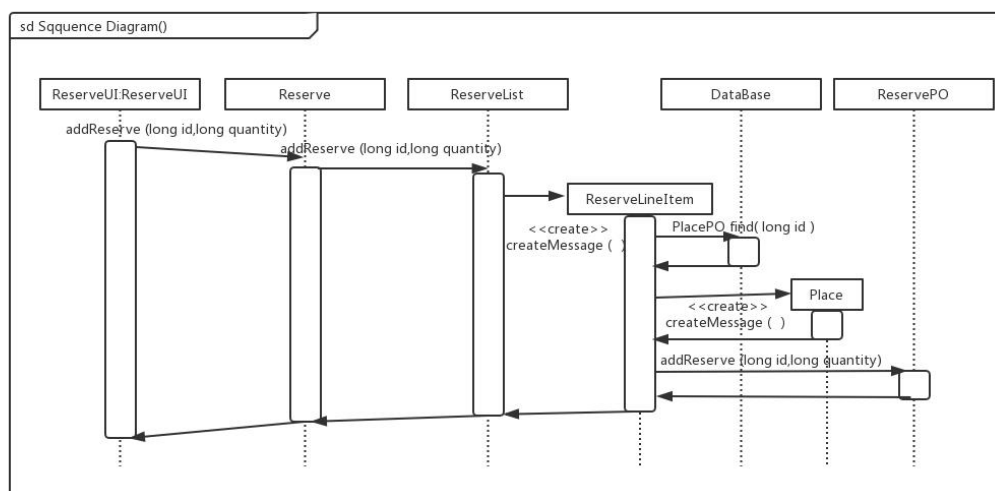 sd Sqquence Diagram()
ReserveUI:ReserveUI
Reserve
ReserveList
DataBase
ReservePO
addReserve (long id,long quantity)
addReserve (long id,long quantity)
ReserveLineItem
<<create>>
createMessage ( )
PlacePO find( long id )
Place
<<create>>
createMessage ( )
addReserve (long id,long quantity)